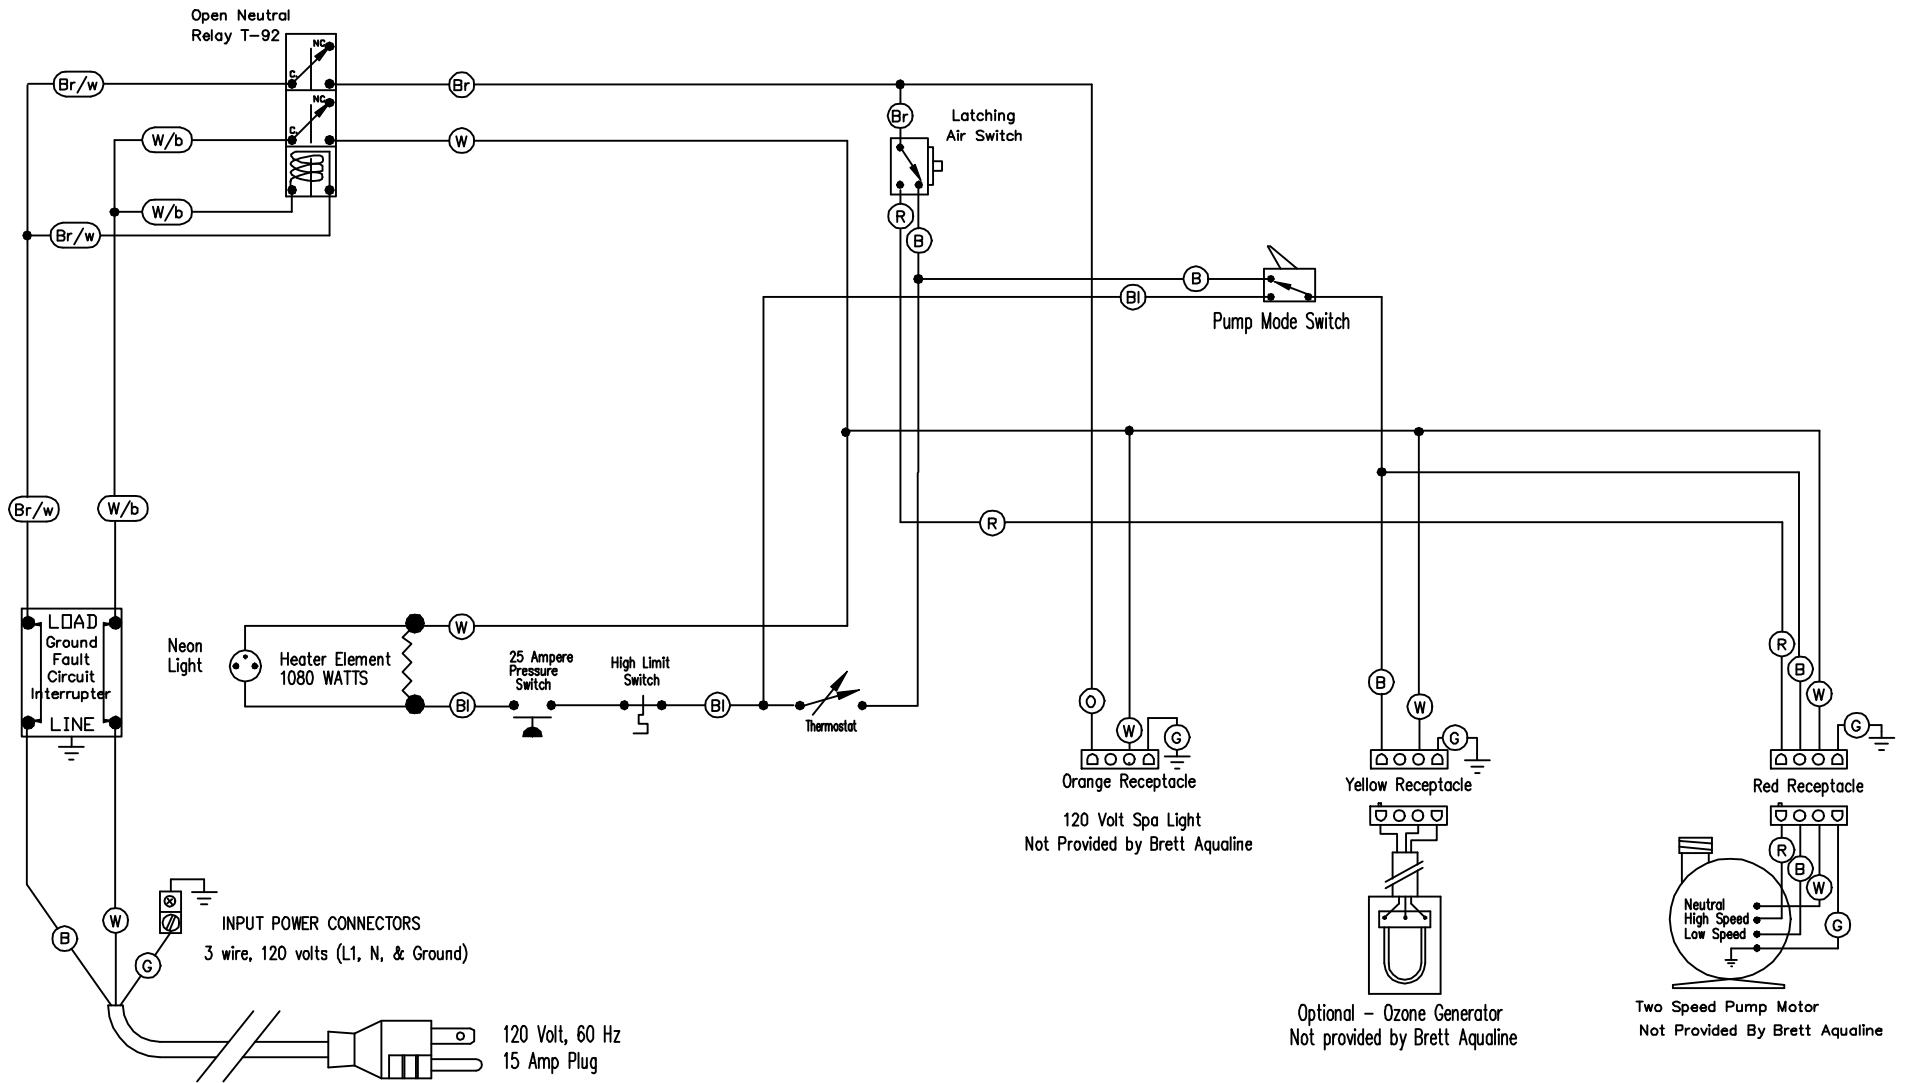 Open Neutral
Relay T-92
NC
C.
Br/w
Br
NC
C.
W/b
W
Br
Latching
Air Switch
W/b
Br/w
R
B
B
Bl
Pump Mode Switch
Br/w
W/b
R
LOAD
Ground
Fault
Circuit
Interrupter
LINE
Neon
Light
Heater Element
1080 WATTS
W
Bl
25 Ampere
Pressure
Switch
High Limit
Switch
Bl
Thermostat
O
W
G
Orange Receptacle
120 Volt Spa Light
Not Provided by Brett Aqualine
B
W
G
Yellow Receptacle
R
B
W
G
Red Receptacle
R
B
W
G
Neutral
High Speed
Low Speed
B
W
G
INPUT POWER CONNECTORS
3 wire, 120 volts (L1, N, & Ground)
120 Volt, 60 Hz
15 Amp Plug
Optional - Ozone Generator
Not provided by Brett Aqualine
Two Speed Pump Motor
Not Provided By Brett Aqualine